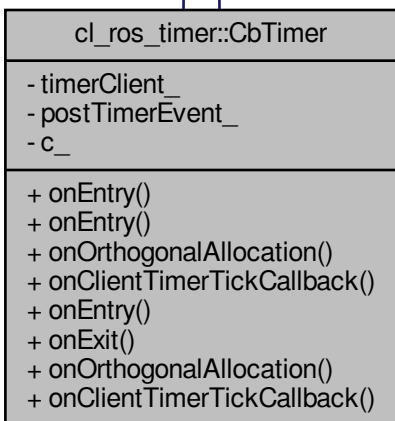 cl_ros_timer::CbTimer
- timerClient_
- postTimerEvent_
- c_
+ onEntry()
+ onEntry()
+ onOrthogonalAllocation()
+ onClientTimerTickCallback()
+ onEntry()
+ onExit()
+ onOrthogonalAllocation()
+ onClientTimerTickCallback()